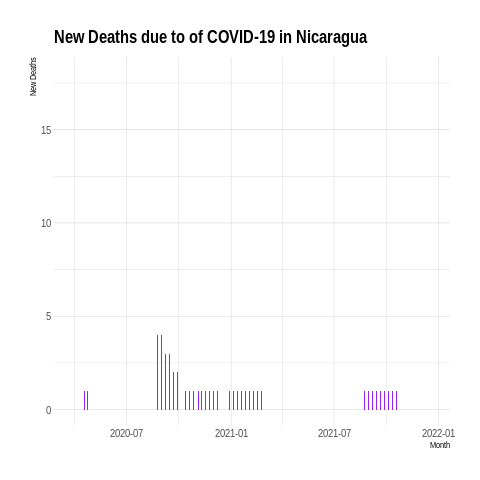 New Deaths due to of COVID-19 in Nicaragua
New Deaths
15
10
5
0
2020-07
2021-01
2021-07
2022-01
Month